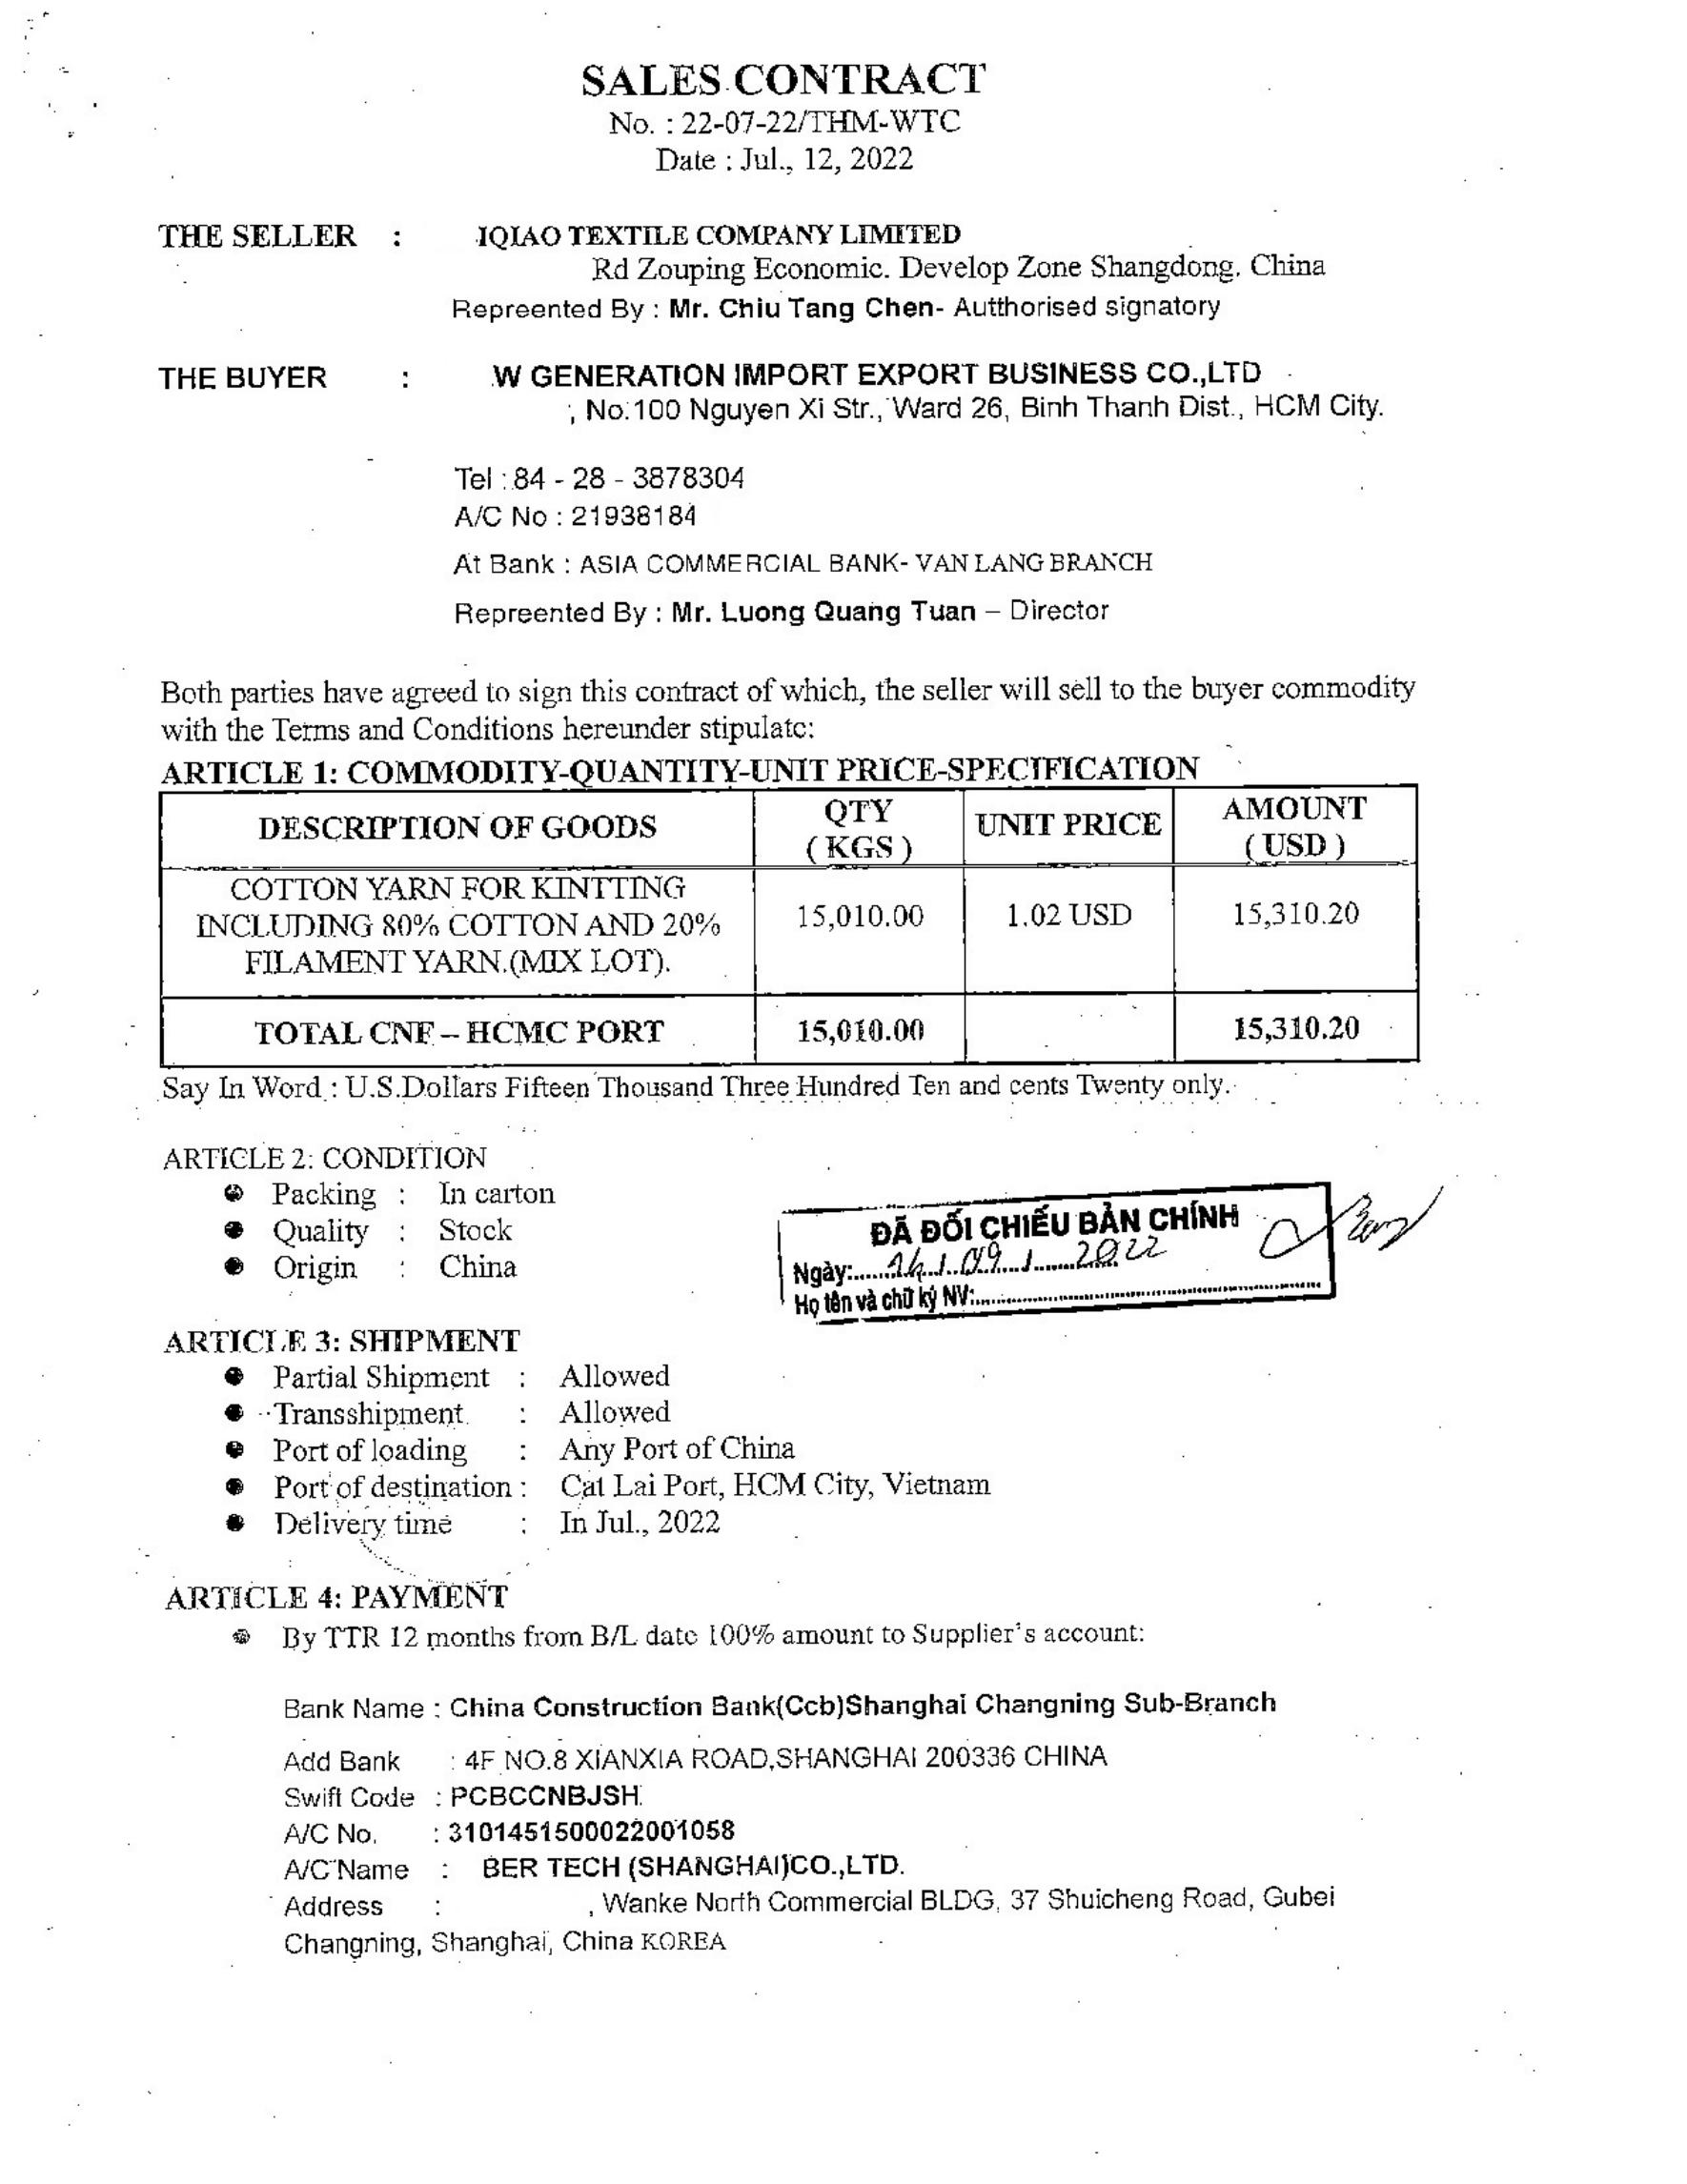 SALES CONTRACT
No. : 22-07-22/THM-WTC
Date : Jul., 12, 2022
THE SELLER : IQIAO TEXTILE COMPANY LIMITED
Rd Zouping Economic. Develop Zone Shangdong. China
Repreented By : Mr. Chiu Tang Chen- Autthorised signatory
THE BUYER : W GENERATION IMPORT EXPORT BUSINESS CO.,LTD
, No.100 Nguyen Xi Str., Ward 26, Binh Thanh Dist., HCM City.
Tel : 84 - 28 - 3878304
A/C No : 21938184
At Bank : ASIA COMMERCIAL BANK- VAN LANG BRANCH
Repreented By : Mr. Luong Quang Tuan – Director
Both parties have agreed to sign this contract of which, the seller will sell to the buyer commodity
with the Terms and Conditions hereunder stipulate:
ARTICLE 1: COMMODITY-QUANTITY-UNIT PRICE-SPECIFICATION
DESCRIPTION OF GOODS QTY (KGS) UNIT PRICE AMOUNT (USD)
COTTON YARN FOR KINTTING
INCLUDING 80% COTTON AND 20% 15,010.00 1.02 USD 15,310.20
FILAMENT YARN.(MIX LOT).
TOTAL CNF – HCMC PORT 15,010.00 15,310.20
Say In Word : U.S.Dollars Fifteen Thousand Three Hundred Ten and cents Twenty only.
ARTICLE 2: CONDITION
Packing : In carton
Quality : Stock
Origin : China
ĐÃ ĐỐI CHIẾU BẢN CHÍNH
Ngày: 14 / 09 / 2022
Họ tên và chữ ký NV:
ARTICLE 3: SHIPMENT
Partial Shipment : Allowed
Transshipment : Allowed
Port of loading : Any Port of China
Port of destination : Cat Lai Port, HCM City, Vietnam
Delivery time : In Jul., 2022
ARTICLE 4: PAYMENT
By TTR 12 months from B/L date 100% amount to Supplier's account:
Bank Name : China Construction Bank(Ccb)Shanghai Changning Sub-Branch
Add Bank : 4F NO.8 XIANXIA ROAD,SHANGHAI 200336 CHINA
Swift Code : PCBCCNBJSH
A/C No. : 3101451500022001058
A/C Name : BER TECH (SHANGHAI)CO.,LTD.
Address : , Wanke North Commercial BLDG, 37 Shuicheng Road, Gubei
Changning, Shanghai, China KOREA